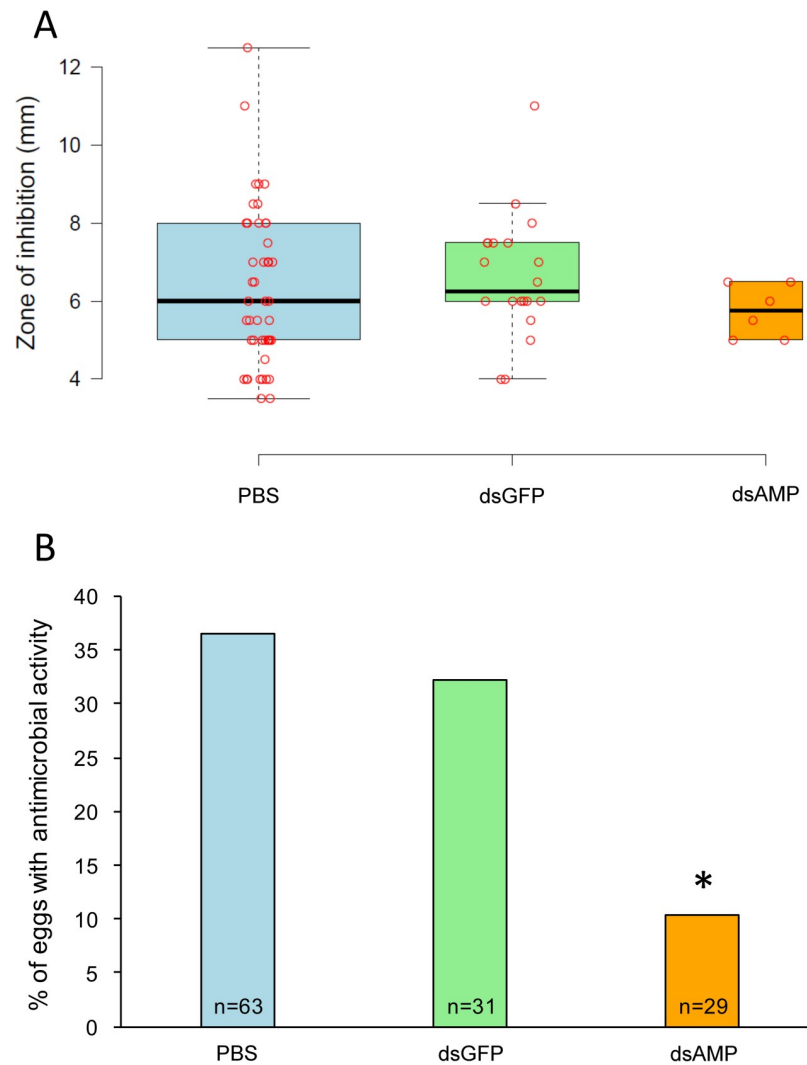 A
Zone of inhibition (mm)
12
10
8
6
4
PBS dsGFP dsAMP
B
% of eggs with antimicrobial activity
40
35
30
25
20
15
10
5
0
*
n=63 n=31 n=29
PBS dsGFP dsAMP